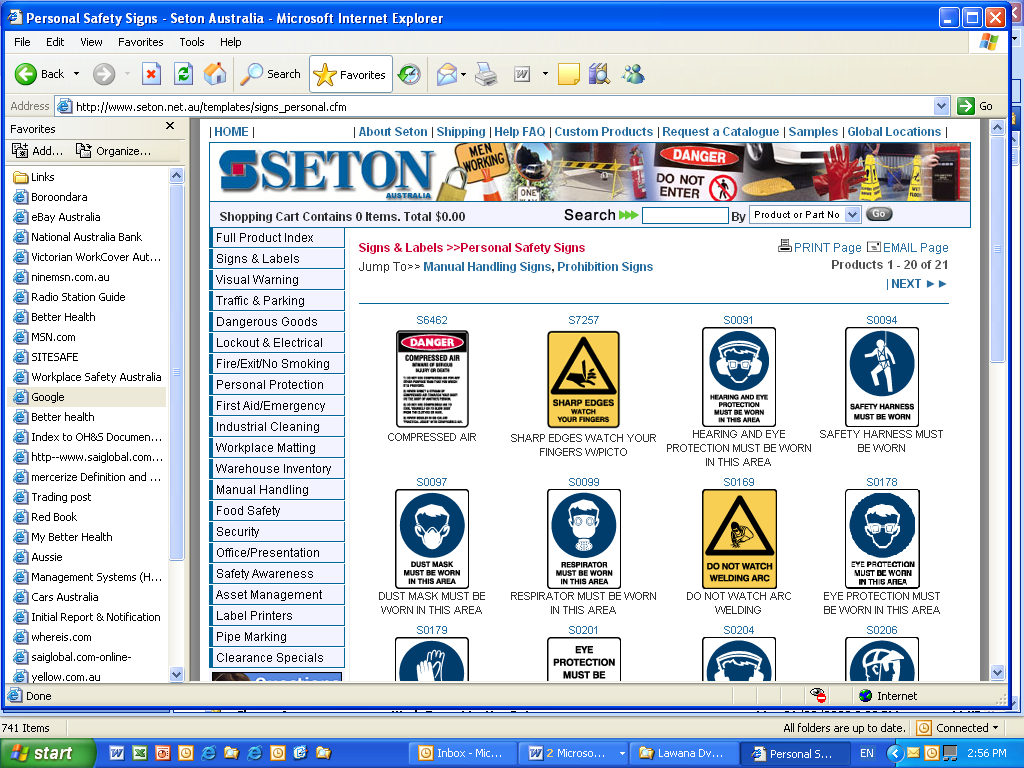 Personal Safety Signs - Seton Australia - Microsoft Internet Explorer
File Edit View Favorites Tools Help
Back Search Favorites
Address http://www.seton.net.au/templates/signs_personal.cfm Go
Favorites
Add... Organize...
Links
Boroondara
eBay Australia
National Australia Bank
Victorian WorkCover Aut...
ninemsn.com.au
Radio Station Guide
Better Health
MSN.com
SITESAFE
Workplace Safety Australia
Google
Better health
Index to OH&S Documen...
http--www.saiglobal.com...
mercerize Definition and ...
Trading post
Red Book
My Better Health
Aussie
Management Systems (H...
Cars Australia
Initial Report & Notification
whereis.com
saiglobal.com-online-
yellow.com.au
| HOME | | About Seton | Shipping | Help FAQ | Custom Products | Request a Catalogue | Samples | Global Locations |
SETON
AUSTRALIA
MEN
WORKING
ONE
DANGER
DO NOT
ENTER
Shopping Cart Contains 0 Items. Total $0.00 Search By Product or Part No Go
Full Product Index
Signs & Labels
Visual Warning
Traffic & Parking
Dangerous Goods
Lockout & Electrical
Fire/Exit/No Smoking
Personal Protection
First Aid/Emergency
Industrial Cleaning
Workplace Matting
Warehouse Inventory
Manual Handling
Food Safety
Security
Office/Presentation
Safety Awareness
Asset Management
Label Printers
Pipe Marking
Clearance Specials
Questions
Signs & Labels >>Personal Safety Signs
PRINT Page EMAIL Page
Jump To>> Manual Handling Signs, Prohibition Signs
Products 1 - 20 of 21
| NEXT ►►
S6462
DANGER
COMPRESSED AIR
BEWARE OF SERIOUS
INJURY OR DEATH
COMPRESSED AIR
S7257
SHARP EDGES
WATCH
YOUR FINGERS
SHARP EDGES WATCH YOUR
FINGERS W/PICTO
S0091
HEARING AND EYE
PROTECTION
MUST BE WORN
IN THIS AREA
HEARING AND EYE
PROTECTION MUST BE WORN
IN THIS AREA
S0094
SAFETY HARNESS
MUST BE WORN
SAFETY HARNESS MUST
BE WORN
S0097
DUST MASK
MUST BE WORN
IN THIS AREA
DUST MASK MUST BE
WORN IN THIS AREA
S0099
RESPIRATOR
MUST BE WORN
IN THIS AREA
RESPIRATOR MUST BE WORN
IN THIS AREA
S0169
DO NOT WATCH
WELDING ARC
DO NOT WATCH ARC
WELDING
S0178
EYE PROTECTION
MUST BE WORN
IN THIS AREA
EYE PROTECTION MUST
BE WORN IN THIS AREA
S0179
S0201
EYE
PROTECTION
MUST BE
S0204
S0206
Done Internet
741 Items All folders are up to date. Connected
start Inbox - Mic... 2 Microso... Lawana Dv... Personal S... EN 2:56 PM